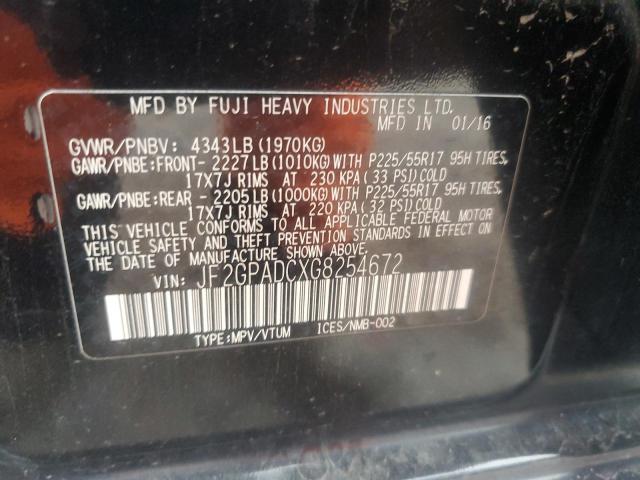 MFD BY FUJI HEAVY INDUSTRIES LTD.
MFD IN 01/16
GVWR/PNBV: 4343LB(1970KG)
GAWR/PNBE:FRONT- 2227LB(1010KG)WITH P225/55R17 95H TIRES,
17X7J RIMS AT 230 KPA(33 PSI)COLD
GAWR/PNBE:REAR - 2205LB(1000KG)WITH P225/55R17 95H TIRES,
17X7J RIMS AT 220 KPA(32 PSI)COLD
THIS VEHICLE CONFORMS TO ALL APPLICABLE FEDERAL MOTOR
VEHICLE SAFETY AND THEFT PREVENTION STANDARDS IN EFFECT ON
THE DATE OF MANUFACTURE SHOWN ABOVE.
VIN: JF2GPADCXG8254672
TYPE:MPV/VTUM ICES/NMB-002